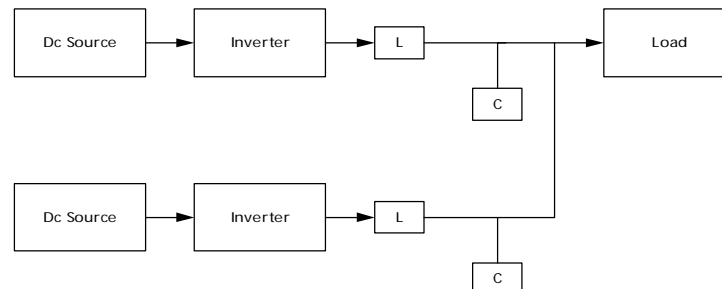 Dc Source
Inverter
L
Load
C
Dc Source
Inverter
L
C